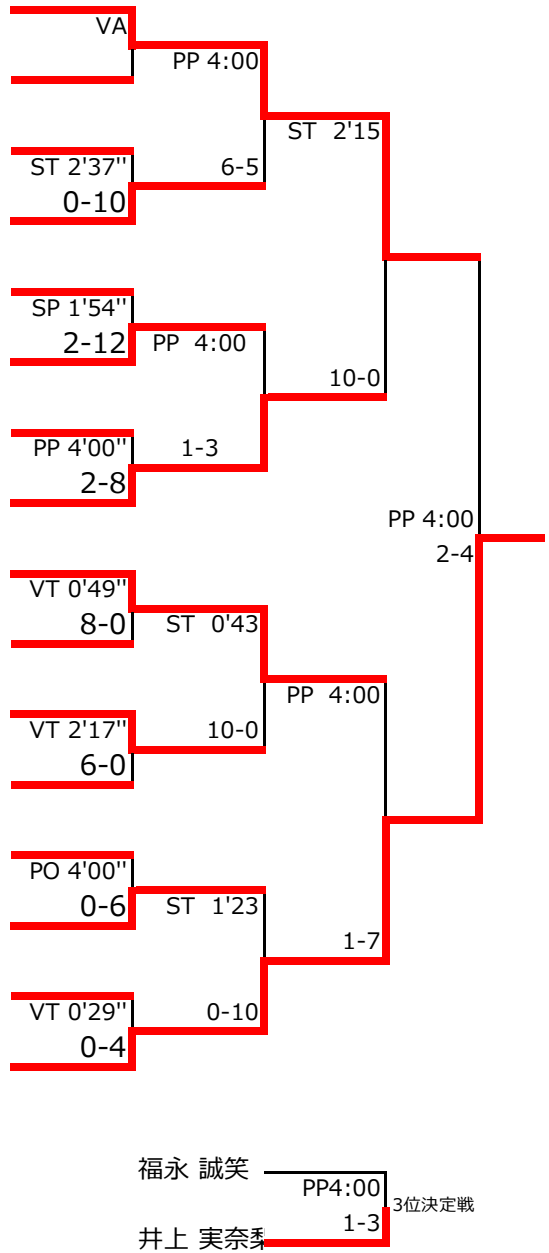 VA
PP 4:00
ST 2'15
ST 2'37''
6-5
0-10
SP 1'54''
2-12
PP 4:00
10-0
PP 4'00''
1-3
2-8
PP 4:00
2-4
VT 0'49''
8-0
ST 0'43
PP 4:00
VT 2'17''
10-0
6-0
PO 4'00''
0-6
ST 1'23
1-7
VT 0'29''
0-10
0-4
福永 誠笑
PP4:00
3位決定戦
1-3
井上 実奈梨